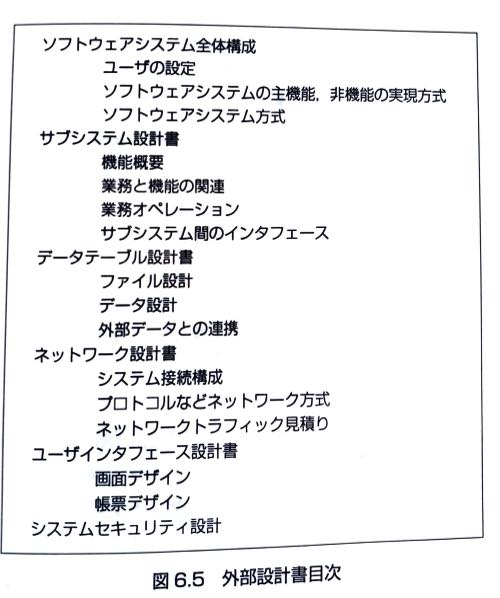 ソフトウェアシステム全体構成
ユーザの設定
ソフトウェアシステムの主機能，非機能の実現方式
ソフトウェアシステム方式
サブシステム設計書
機能概要
業務と機能の関連
業務オペレーション
サブシステム間のインタフェース
データテーブル設計書
ファイル設計
データ設計
外部データとの連携
ネットワーク設計書
システム接続構成
プロトコルなどネットワーク方式
ネットワークトラフィック見積り
ユーザインタフェース設計書
画面デザイン
帳票デザイン
システムセキュリティ設計
図 6.5　外部設計書目次